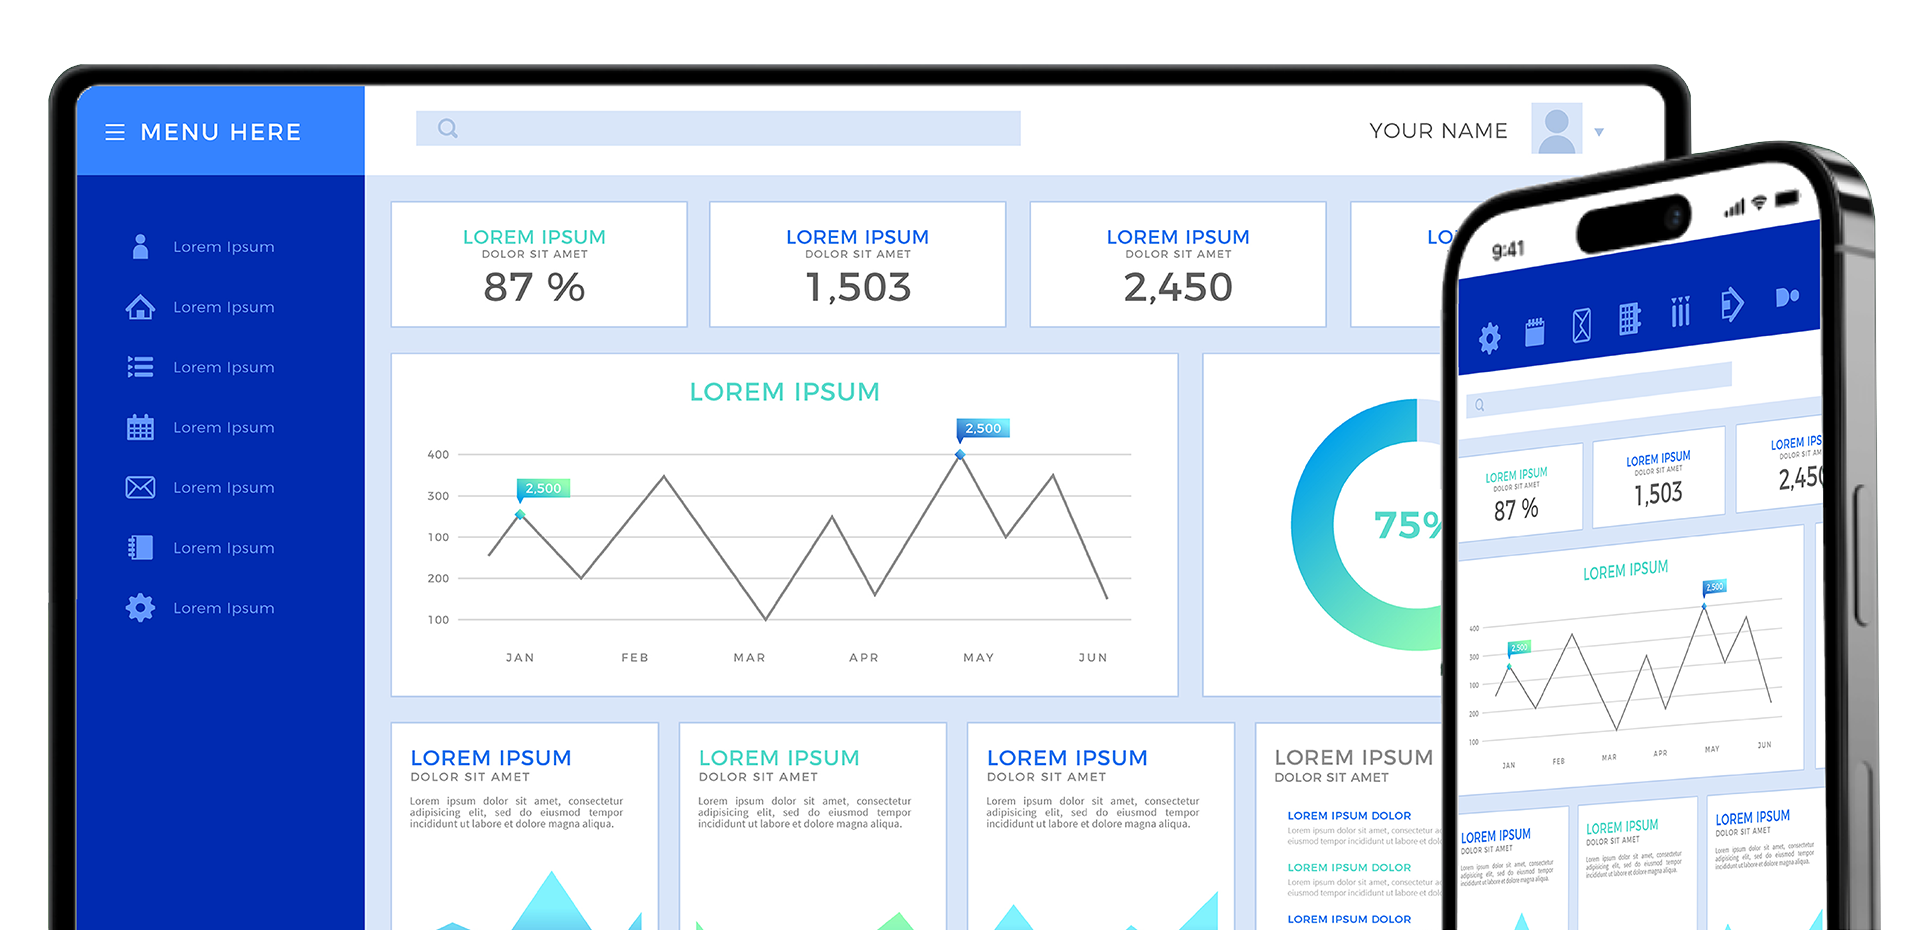 MENU HERE
YOUR NAME
Lorem Ipsum
Lorem Ipsum
Lorem Ipsum
Lorem Ipsum
Lorem Ipsum
Lorem Ipsum
Lorem Ipsum
LOREM IPSUM
DOLOR SIT AMET
87 %
LOREM IPSUM
DOLOR SIT AMET
1,503
LOREM IPSUM
DOLOR SIT AMET
2,450
LO
LOREM IPSUM
2,500
2,500
400
300
100
200
100
JAN FEB MAR APR MAY JUN
75%
LOREM IPSUM
DOLOR SIT AMET
Lorem ipsum dolor sit amet, consectetur
adipisicing elit, sed do eiusmod tempor
incididunt ut labore et dolore magna aliqua.
LOREM IPSUM
DOLOR SIT AMET
Lorem ipsum dolor sit amet, consectetur
adipisicing elit, sed do eiusmod tempor
incididunt ut labore et dolore magna aliqua.
LOREM IPSUM
DOLOR SIT AMET
Lorem ipsum dolor sit amet, consectetur
adipisicing elit, sed do eiusmod tempor
incididunt ut labore et dolore magna aliqua.
LOREM IPSUM
DOLOR SIT AMET
LOREM IPSUM DOLOR
Lorem ipsum dolor sit amet, consectetur a
eiusmod tempor incididunt ut labore et dol
LOREM IPSUM DOLOR
Lorem ipsum dolor sit amet, consectetur a
eiusmod tempor incididunt ut labore et dol
LOREM IPSUM DOLOR
9:41
LOREM IPSUM
DOLOR SIT AMET
87 %
LOREM IPSUM
DOLOR SIT AMET
1,503
LOREM IPS
DOLOR SIT AM
2,450
LOREM IPSUM
2,500
2,500
400
300
100
200
100
JAN FEB MAR APR MAY JUN
LOREM IPSUM
DOLOR SIT AMET
Lorem ipsum dolor sit amet, consectetur
adipisicing elit, sed do eiusmod tempor
incididunt ut labore et dolore magna aliqua.
LOREM IPSUM
DOLOR SIT AMET
Lorem ipsum dolor sit amet, consectetur
adipisicing elit, sed do eiusmod tempor
incididunt ut labore et dolore magna aliqua.
LOREM IPSUM
DOLOR SIT AMET
Lorem ipsum dolor sit amet, consectetur
adipisicing elit, sed do eiusmod tempor
incididunt ut labore et dolore magna aliqua.